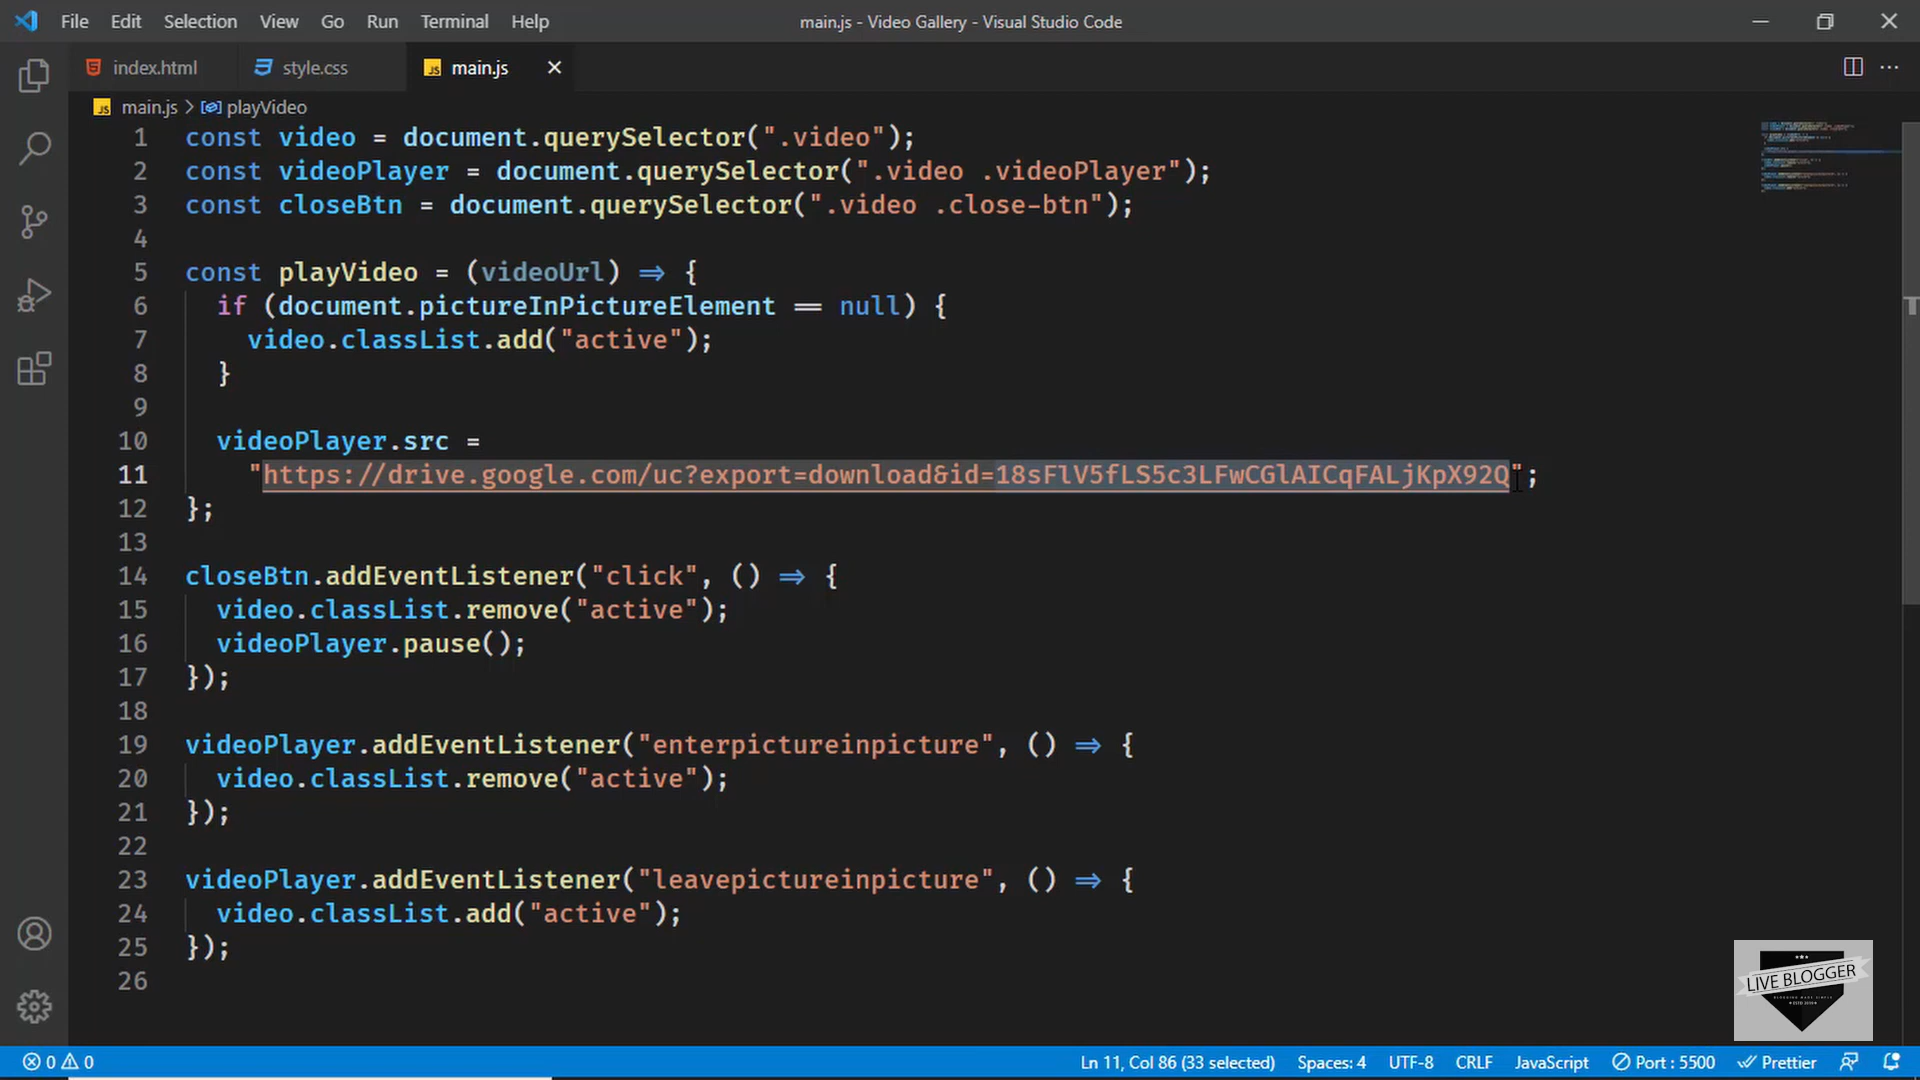 File Edit Selection View Go Run Terminal Help main.js - Video Gallery - Visual Studio Code
index.html style.css JS main.js
JS main.js > playVideo
1 const video = document.querySelector(".video");
2 const videoPlayer = document.querySelector(".video .videoPlayer");
3 const closeBtn = document.querySelector(".video .close-btn");
4
5 const playVideo = (videoUrl) => {
6 if (document.pictureInPictureElement == null) {
7 video.classList.add("active");
8 }
9
10 videoPlayer.src =
11 "https://drive.google.com/uc?export=download&id=18sFlV5fLS5c3LFwCGlAICqFALjKpX92Q";
12 };
13
14 closeBtn.addEventListener("click", () => {
15 video.classList.remove("active");
16 videoPlayer.pause();
17 });
18
19 videoPlayer.addEventListener("enterpictureinpicture", () => {
20 video.classList.remove("active");
21 });
22
23 videoPlayer.addEventListener("leavepictureinpicture", () => {
24 video.classList.add("active");
25 });
26
LIVE BLOGGER
0 0 Ln 11, Col 86 (33 selected) Spaces: 4 UTF-8 CRLF JavaScript Port : 5500 Prettier